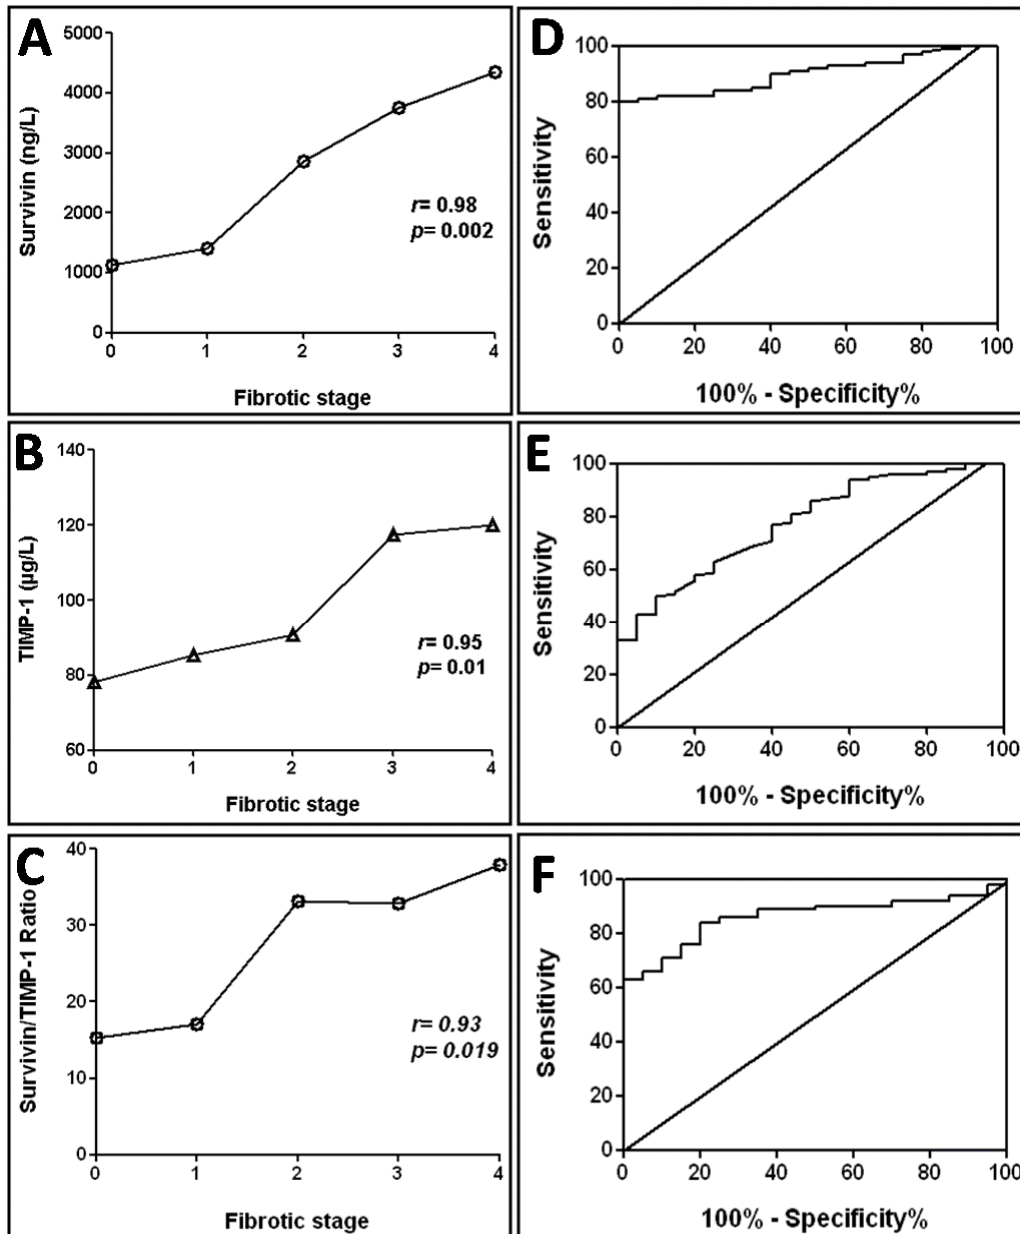 A
5000
4000
3000
2000
1000
0
Survivin (ng/L)
r= 0.98
p= 0.002
0 1 2 3 4
Fibrotic stage
D
100
80
60
40
20
0
Sensitivity
0 20 40 60 80 100
100% - Specificity%
B
140
120
100
80
60
TIMP-1 (µg/L)
r= 0.95
p= 0.01
0 1 2 3 4
Fibrotic stage
E
100
80
60
40
20
0
Sensitivity
0 20 40 60 80 100
100% - Specificity%
C
40
30
20
10
0
Survivin/TIMP-1 Ratio
r= 0.93
p= 0.019
0 1 2 3 4
Fibrotic stage
F
100
80
60
40
20
0
Sensitivity
0 20 40 60 80 100
100% - Specificity%